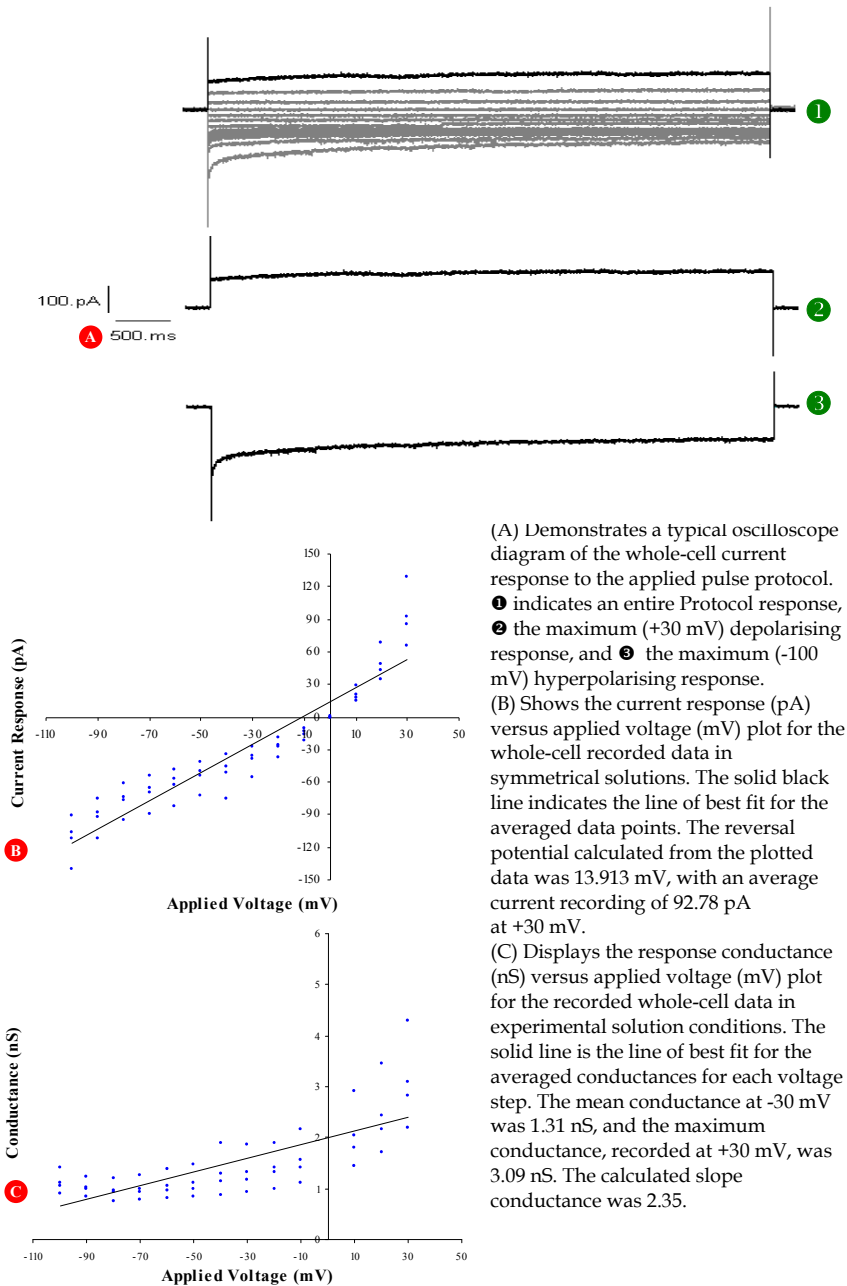 1
100.pA
A 500.ms
2
3
150
120
90
60
30
0
-30
-60
-90
-120
-150
-110 -90 -70 -50 -30 -10 10 30 50
Current Response (pA)
B
Applied Voltage (mV)
6
5
4
3
2
1
0
-110 -90 -70 -50 -30 -10 10 30 50
Conductance (nS)
C
Applied Voltage (mV)
(A) Demonstrates a typical oscilloscope
diagram of the whole-cell current
response to the applied pulse protocol.
❶ indicates an entire Protocol response,
❷ the maximum (+30 mV) depolarising
response, and ❸ the maximum (-100
mV) hyperpolarising response.
(B) Shows the current response (pA)
versus applied voltage (mV) plot for the
whole-cell recorded data in
symmetrical solutions. The solid black
line indicates the line of best fit for the
averaged data points. The reversal
potential calculated from the plotted
data was 13.913 mV, with an average
current recording of 92.78 pA
at +30 mV.
(C) Displays the response conductance
(nS) versus applied voltage (mV) plot
for the recorded whole-cell data in
experimental solution conditions. The
solid line is the line of best fit for the
averaged conductances for each voltage
step. The mean conductance at -30 mV
was 1.31 nS, and the maximum
conductance, recorded at +30 mV, was
3.09 nS. The calculated slope
conductance was 2.35.